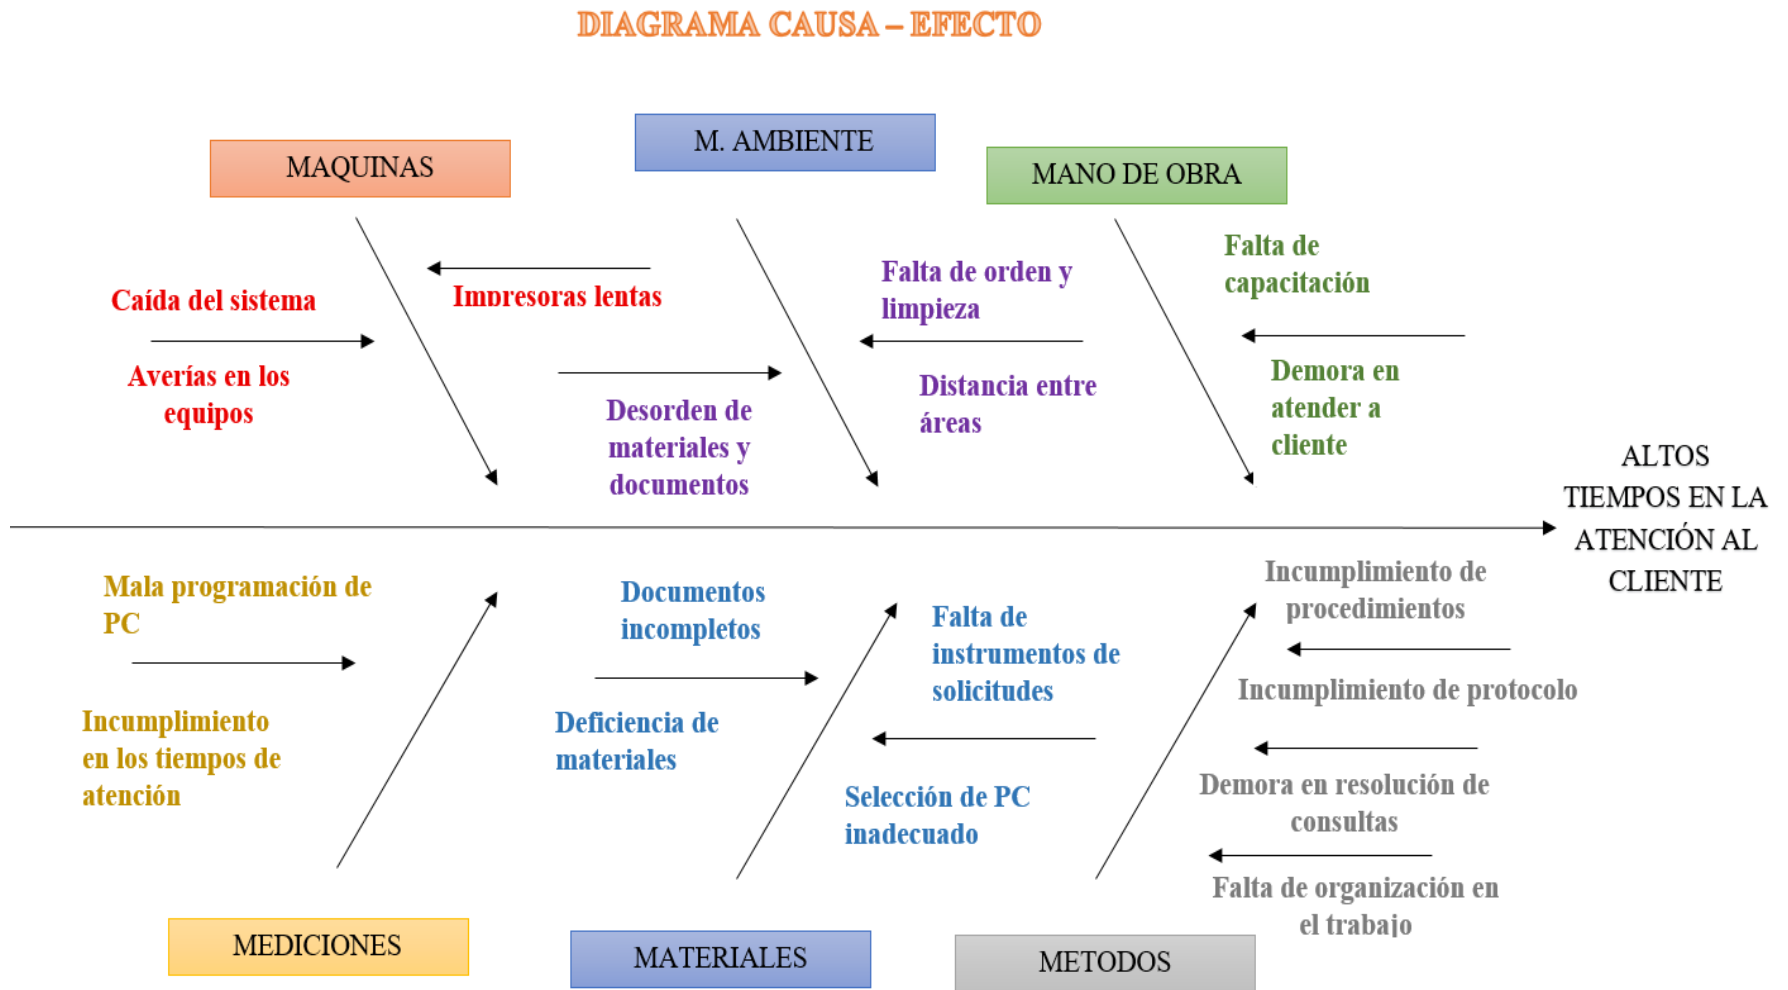 DIAGRAMA CAUSA – EFECTO
MAQUINAS
M. AMBIENTE
MANO DE OBRA
Caída del sistema
Averías en los
equipos
Impresoras lentas
Desorden de
materiales y
documentos
Falta de orden y
limpieza
Distancia entre
áreas
Falta de
capacitación
Demora en
atender a
cliente
ALTOS
TIEMPOS EN LA
ATENCIÓN AL
CLIENTE
Mala programación de
PC
Incumplimiento
en los tiempos de
atención
Documentos
incompletos
Deficiencia de
materiales
Falta de
instrumentos de
solicitudes
Selección de PC
inadecuado
Incumplimiento de
procedimientos
Incumplimiento de protocolo
Demora en resolución de
consultas
Falta de organización en
el trabajo
MEDICIONES
MATERIALES
METODOS